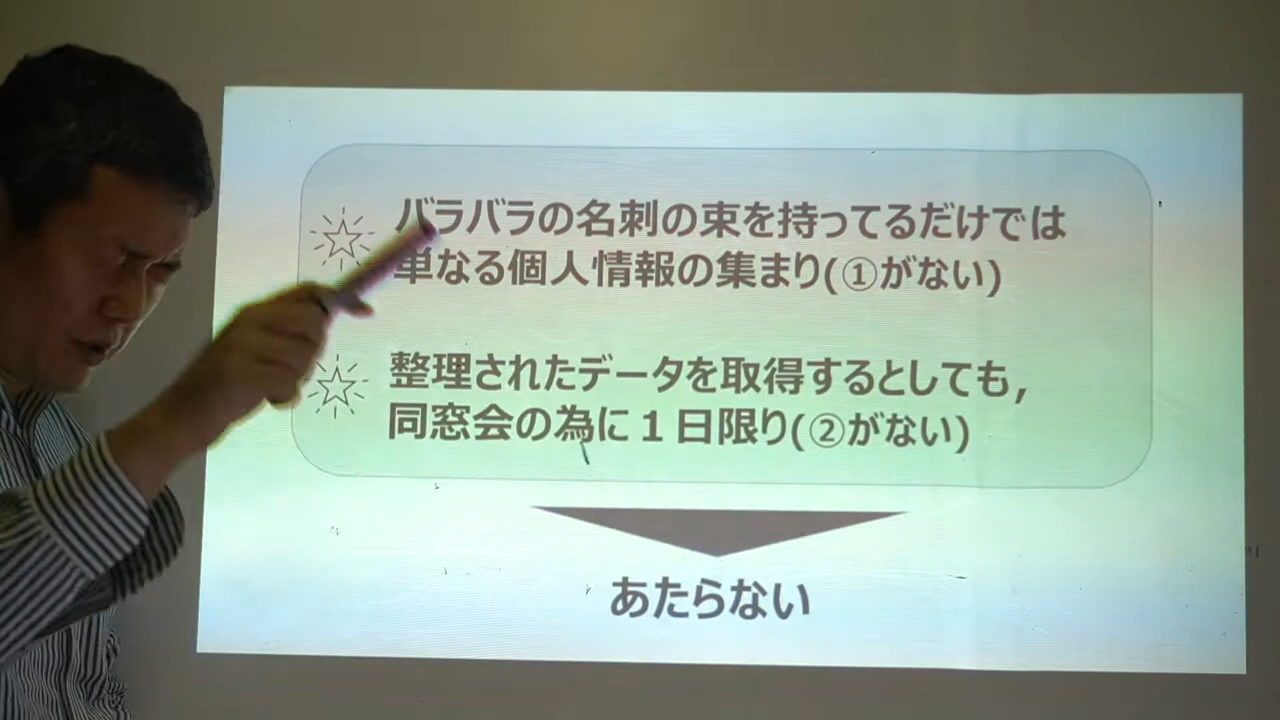 バラバラの名刺の束を持ってるだけでは
単なる個人情報の集まり(①がない)
整理されたデータを取得するとしても,
同窓会の為に１日限り(②がない)
あたらない